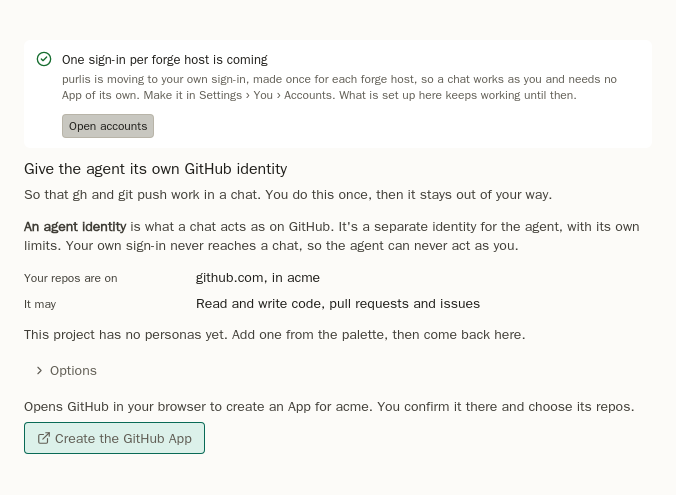 One sign-in per forge host is coming
purlis is moving to your own sign-in, made once for each forge host, so a chat works as you and needs no
App of its own. Make it in Settings › You › Accounts. What is set up here keeps working until then.
Open accounts
Give the agent its own GitHub identity
So that gh and git push work in a chat. You do this once, then it stays out of your way.
An agent identity is what a chat acts as on GitHub. It's a separate identity for the agent, with its own
limits. Your own sign-in never reaches a chat, so the agent can never act as you.
Your repos are on github.com, in acme
It may Read and write code, pull requests and issues
This project has no personas yet. Add one from the palette, then come back here.
Options
Opens GitHub in your browser to create an App for acme. You confirm it there and choose its repos.
Create the GitHub App